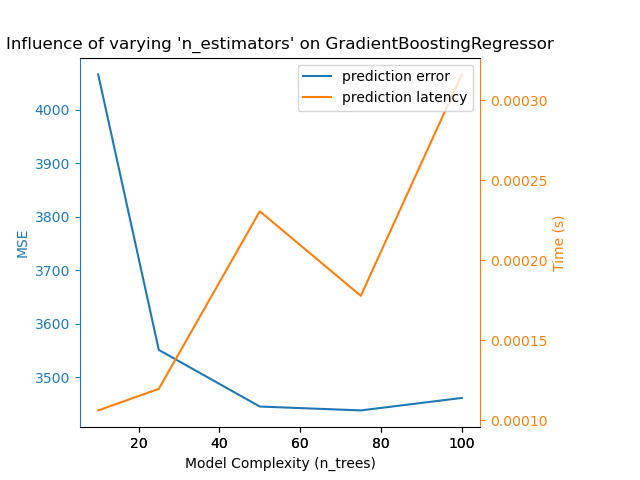 Influence of varying 'n_estimators' on GradientBoostingRegressor
prediction error
prediction latency
4000
3900
3800
3700
3600
3500
MSE
0.00030
0.00025
0.00020
0.00015
0.00010
Time (s)
20 40 60 80 100
Model Complexity (n_trees)